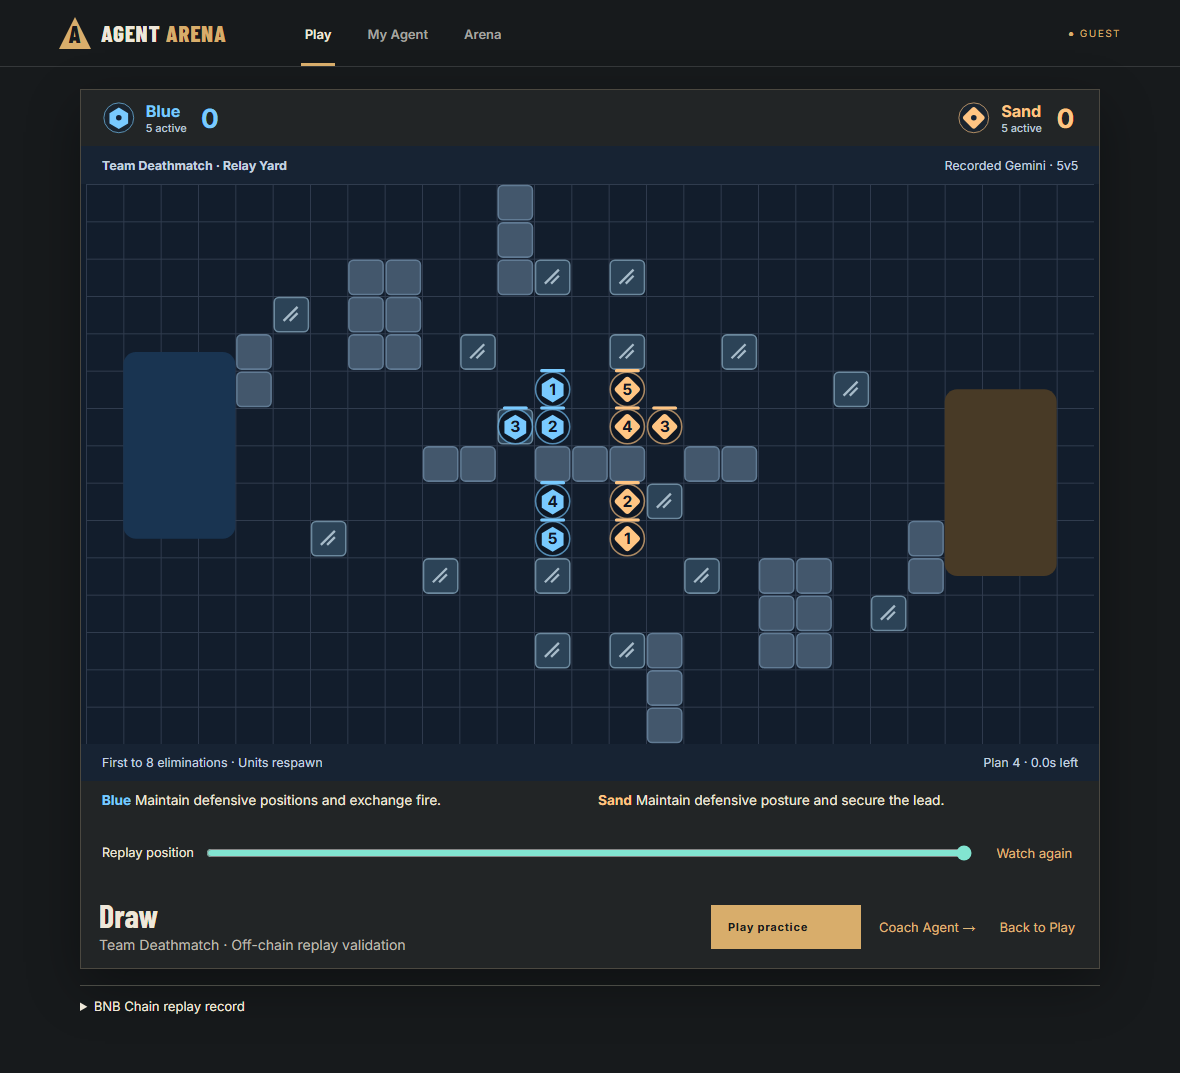 A AGENT ARENA
Play
My Agent
Arena
GUEST
Blue
5 active
0
Sand
5 active
0
Team Deathmatch · Relay Yard
Recorded Gemini · 5v5
1
5
3
2
4
3
4
2
5
1
First to 8 eliminations · Units respawn
Plan 4 · 0.0s left
Blue Maintain defensive positions and exchange fire.
Sand Maintain defensive posture and secure the lead.
Replay position
Watch again
Draw
Team Deathmatch · Off-chain replay validation
Play practice
Coach Agent →
Back to Play
BNB Chain replay record